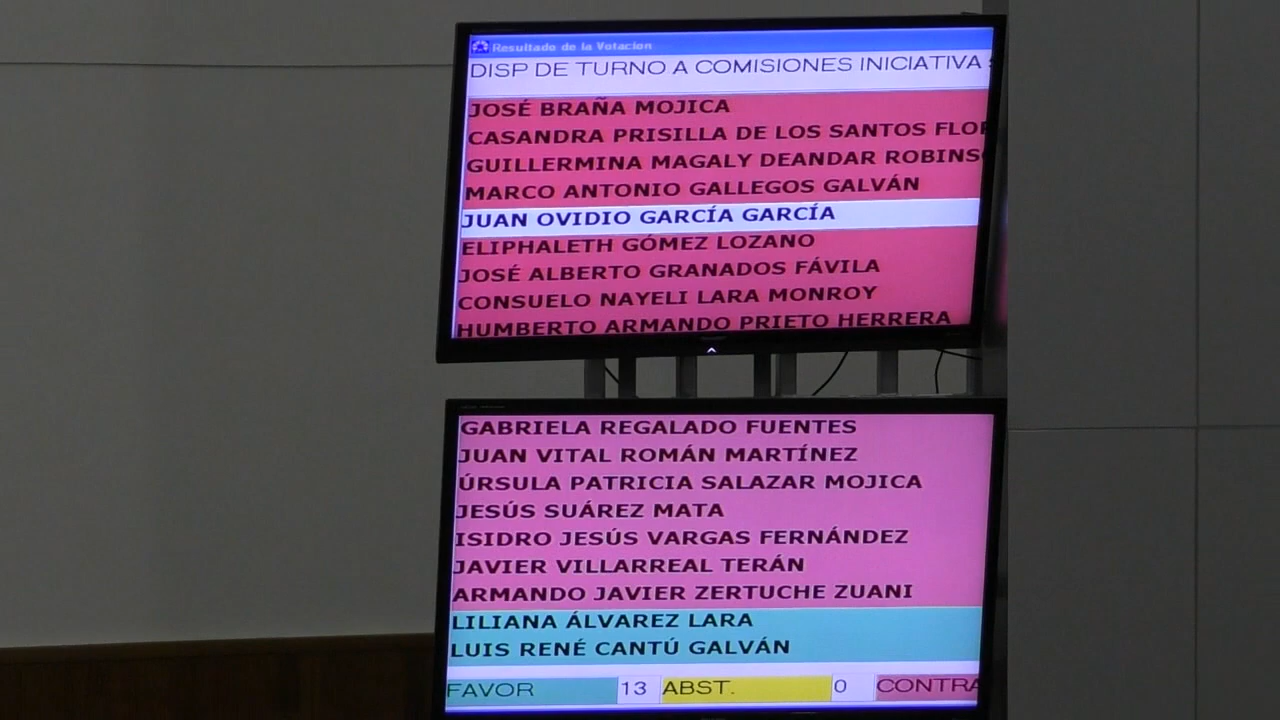 Resultado de la Votacion
DISP DE TURNO A COMISIONES INICIATIVA
JOSÉ BRAÑA MOJICA
CASANDRA PRISILLA DE LOS SANTOS FLOR
GUILLERMINA MAGALY DEANDAR ROBINS
MARCO ANTONIO GALLEGOS GALVÁN
JUAN OVIDIO GARCÍA GARCÍA
ELIPHALETH GÓMEZ LOZANO
JOSÉ ALBERTO GRANADOS FÁVILA
CONSUELO NAYELI LARA MONROY
HUMBERTO ARMANDO PRIETO HERRERA
GABRIELA REGALADO FUENTES
JUAN VITAL ROMÁN MARTÍNEZ
ÚRSULA PATRICIA SALAZAR MOJICA
JESÚS SUÁREZ MATA
ISIDRO JESÚS VARGAS FERNÁNDEZ
JAVIER VILLARREAL TERÁN
ARMANDO JAVIER ZERTUCHE ZUANI
LILIANA ÁLVAREZ LARA
LUIS RENÉ CANTÚ GALVÁN
FAVOR 13 ABST. 0 CONTRA